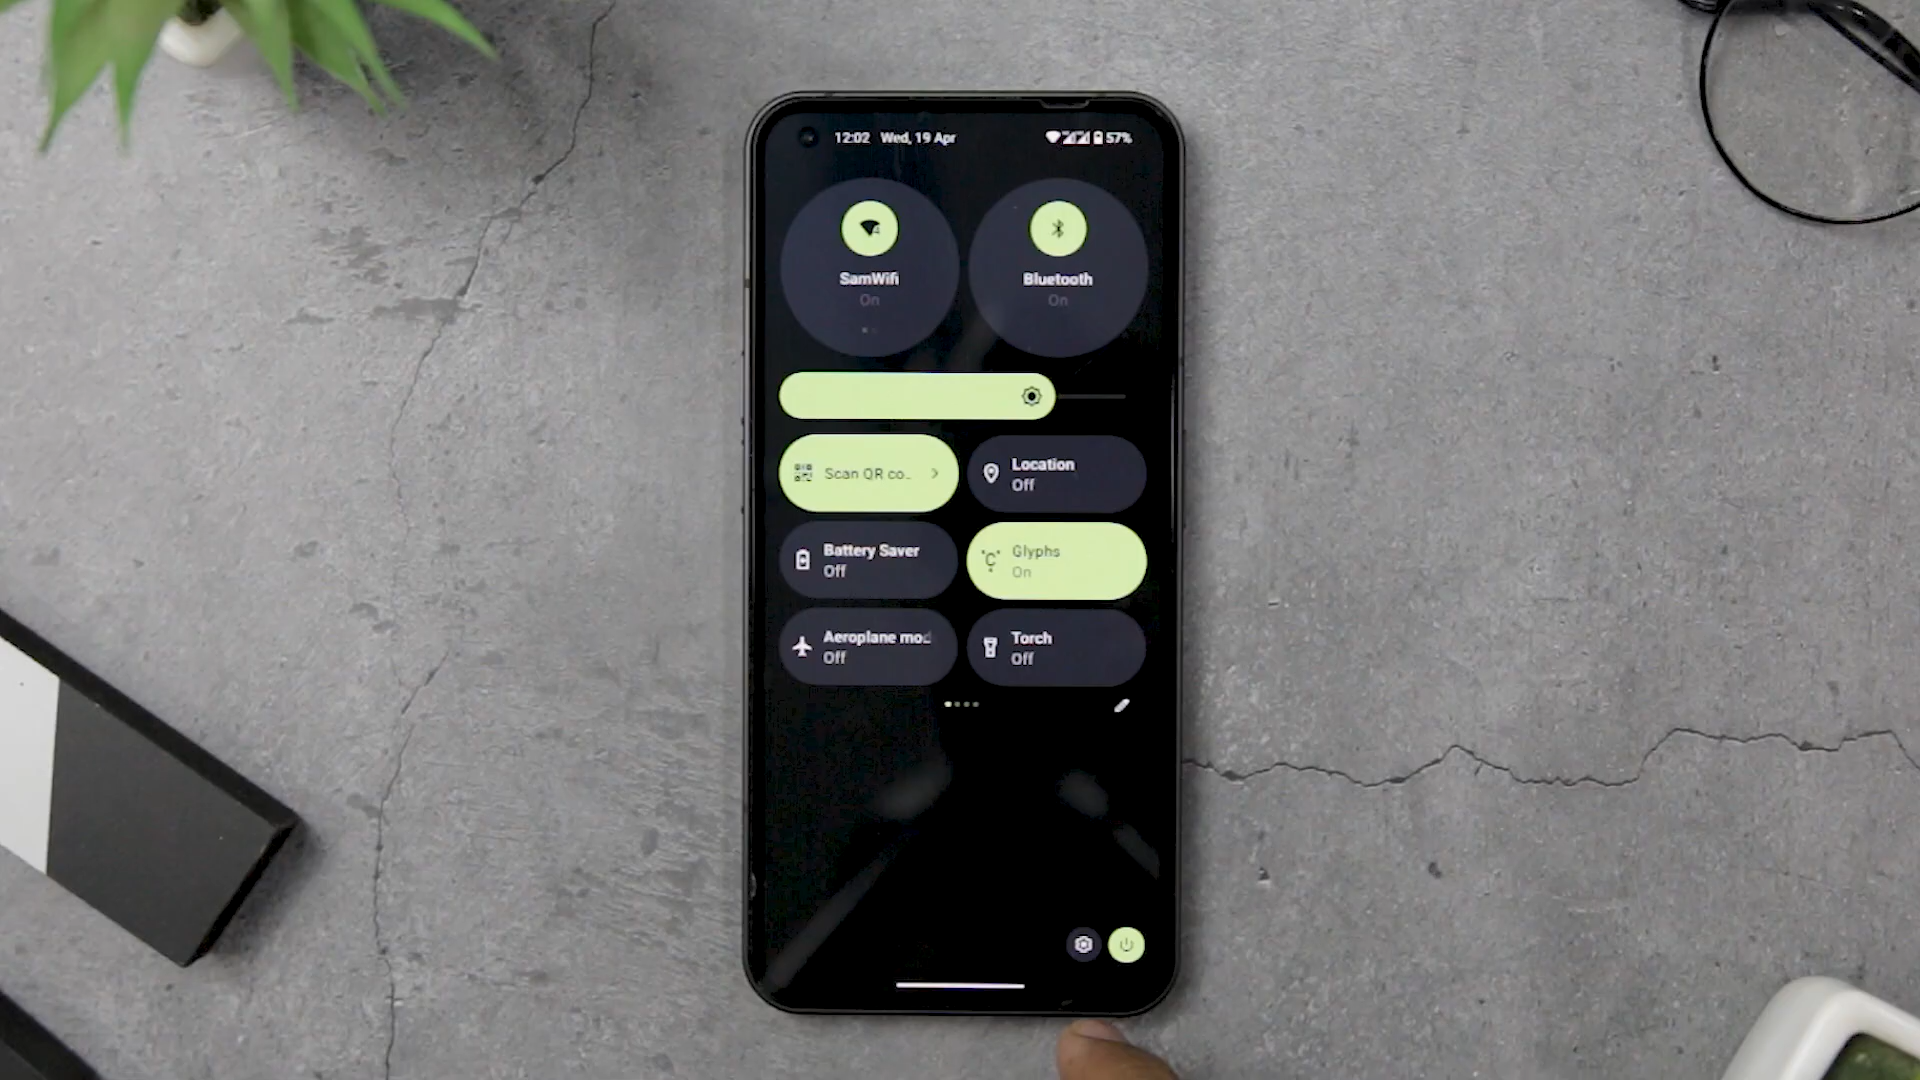 12:02 Wed, 19 Apr 57%
SamWifi
On
Bluetooth
On
Scan QR co..
Location
Off
Battery Saver
Off
Glyphs
On
Aeroplane mod
Off
Torch
Off